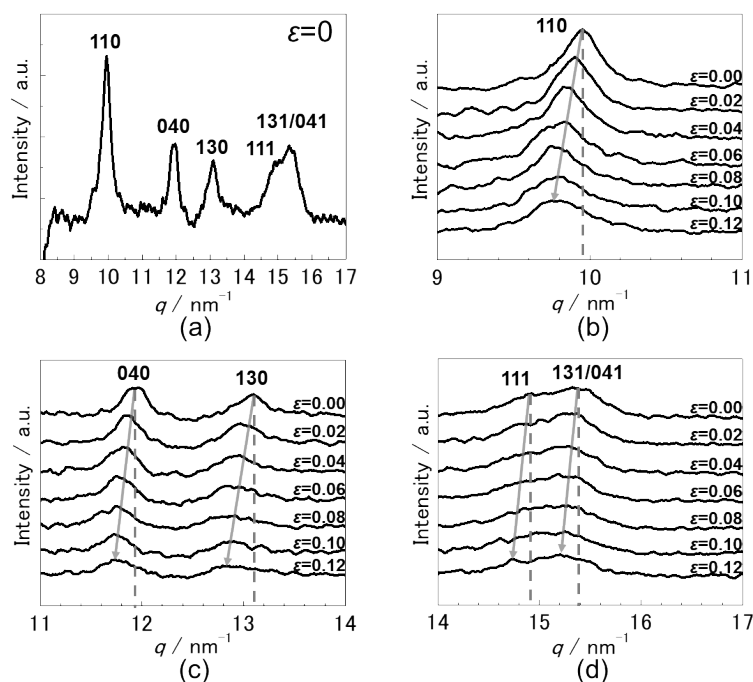 ε=0
110
040
130
111
131/041
Intensity / a.u.
8 9 10 11 12 13 14 15 16 17
q / nm⁻¹
(a)
110
ε=0.00
ε=0.02
ε=0.04
ε=0.06
ε=0.08
ε=0.10
ε=0.12
Intensity / a.u.
9 10 11
q / nm⁻¹
(b)
040 130
ε=0.00
ε=0.02
ε=0.04
ε=0.06
ε=0.08
ε=0.10
ε=0.12
Intensity / a.u.
11 12 13 14
q / nm⁻¹
(c)
111 131/041
ε=0.00
ε=0.02
ε=0.04
ε=0.06
ε=0.08
ε=0.10
ε=0.12
Intensity / a.u.
14 15 16 17
q / nm⁻¹
(d)